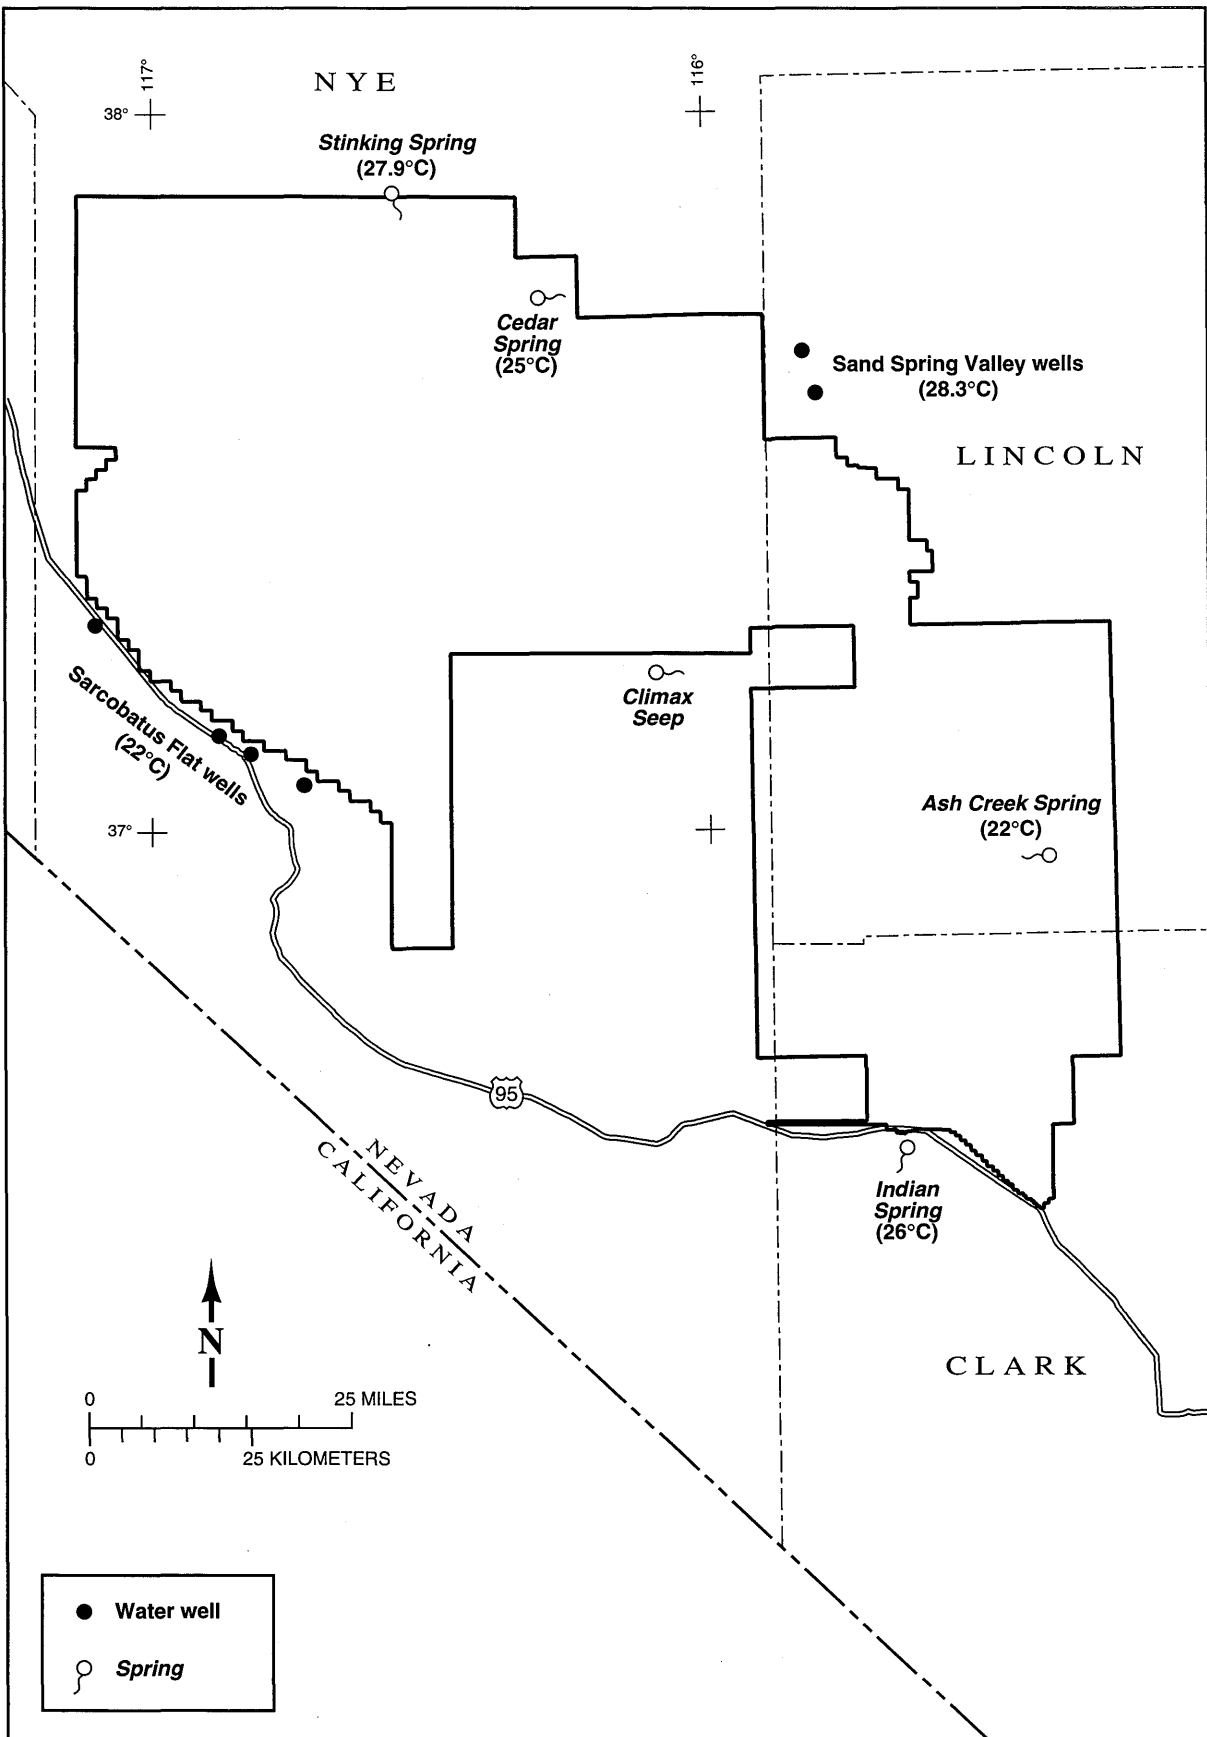 NYE
117°
116°
38°
Stinking Spring
(27.9°C)
Cedar
Spring
(25°C)
Sand Spring Valley wells
(28.3°C)
LINCOLN
Sarcobatus Flat wells
(22°C)
Climax
Seep
Ash Creek Spring
(22°C)
37°
95
NEVADA
CALIFORNIA
Indian
Spring
(26°C)
N
CLARK
0
25 MILES
0
25 KILOMETERS
Water well
Spring